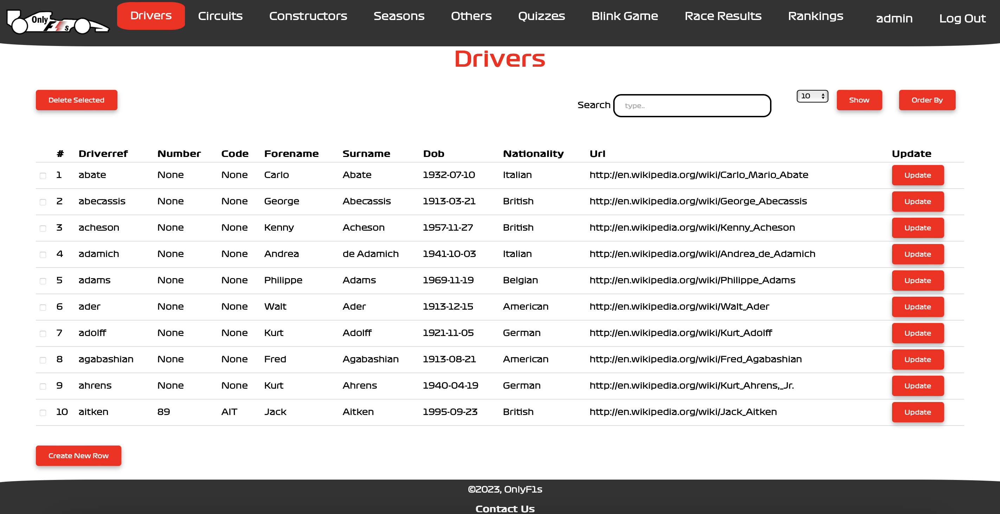 Only F1s Drivers Circuits Constructors Seasons Others Quizzes Blink Game Race Results Rankings admin Log Out
Drivers
Delete Selected Search type.. 10 Show Order By
# Driverref Number Code Forename Surname Dob Nationality Url Update
1 abate None None Carlo Abate 1932-07-10 Italian http://en.wikipedia.org/wiki/Carlo_Mario_Abate Update
2 abecassis None None George Abecassis 1913-03-21 British http://en.wikipedia.org/wiki/George_Abecassis Update
3 acheson None None Kenny Acheson 1957-11-27 British http://en.wikipedia.org/wiki/Kenny_Acheson Update
4 adamich None None Andrea de Adamich 1941-10-03 Italian http://en.wikipedia.org/wiki/Andrea_de_Adamich Update
5 adams None None Philippe Adams 1969-11-19 Belgian http://en.wikipedia.org/wiki/Philippe_Adams Update
6 ader None None Walt Ader 1913-12-15 American http://en.wikipedia.org/wiki/Walt_Ader Update
7 adolff None None Kurt Adolff 1921-11-05 German http://en.wikipedia.org/wiki/Kurt_Adolff Update
8 agabashian None None Fred Agabashian 1913-08-21 American http://en.wikipedia.org/wiki/Fred_Agabashian Update
9 ahrens None None Kurt Ahrens 1940-04-19 German http://en.wikipedia.org/wiki/Kurt_Ahrens,_Jr. Update
10 aitken 89 AIT Jack Aitken 1995-09-23 British http://en.wikipedia.org/wiki/Jack_Aitken Update
Create New Row
©2023, OnlyF1s
Contact Us